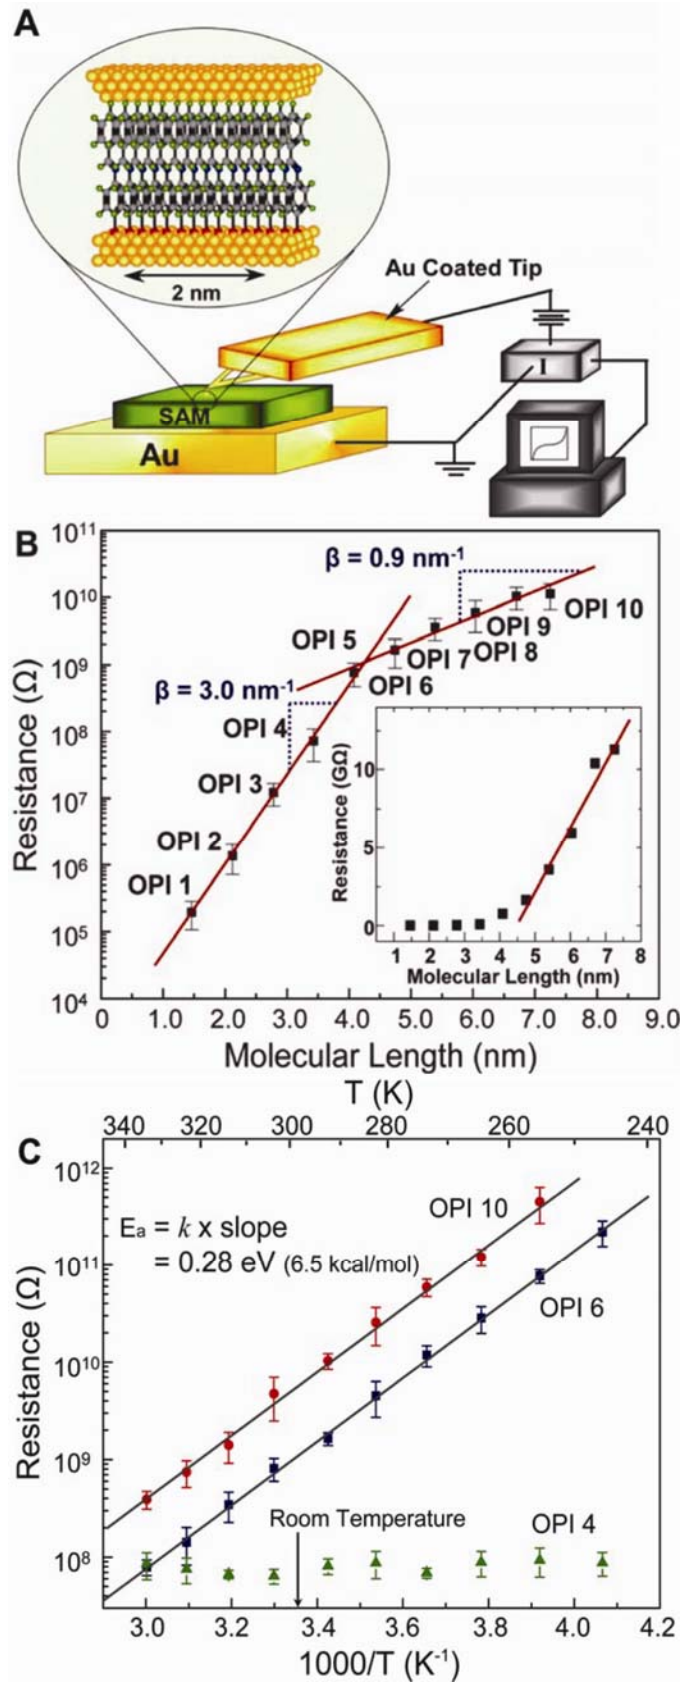 A
2 nm
Au Coated Tip
I
SAM
Au
B
Resistance (Ω)
10¹¹
10¹⁰
10⁹
10⁸
10⁷
10⁶
10⁵
10⁴
β = 0.9 nm⁻¹
β = 3.0 nm⁻¹
OPI 1
OPI 2
OPI 3
OPI 4
OPI 5
OPI 6
OPI 7
OPI 8
OPI 9
OPI 10
Resistance (GΩ)
10
5
0
1 2 3 4 5 6 7 8
Molecular Length (nm)
0 1.0 2.0 3.0 4.0 5.0 6.0 7.0 8.0 9.0
Molecular Length (nm)
T (K)
340 320 300 280 260 240
C
Resistance (Ω)
10¹²
10¹¹
10¹⁰
10⁹
10⁸
Eₐ = k x slope
= 0.28 eV (6.5 kcal/mol)
OPI 10
OPI 6
Room Temperature
OPI 4
3.0 3.2 3.4 3.6 3.8 4.0 4.2
1000/T (K⁻¹)